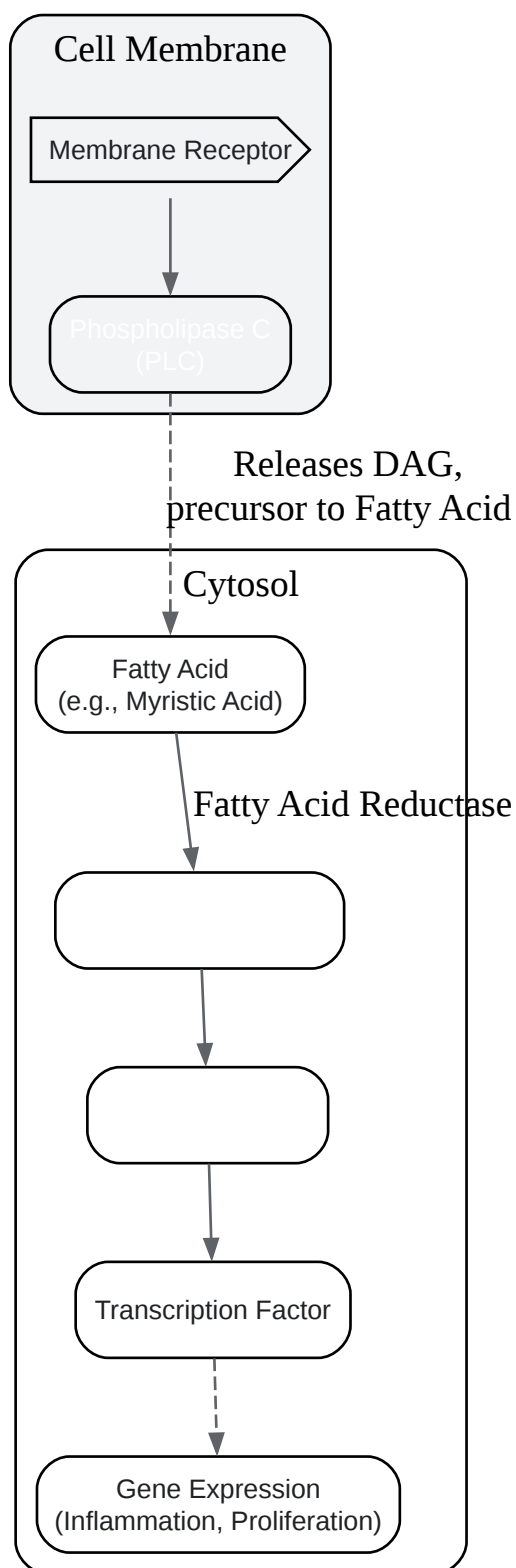 Cell Membrane
Membrane Receptor
Phospholipase C
(PLC)
Releases DAG,
precursor to Fatty Acid
Cytosol
Fatty Acid
(e.g., Myristic Acid)
Fatty Acid Reductase
Transcription Factor
Gene Expression
(Inflammation, Proliferation)